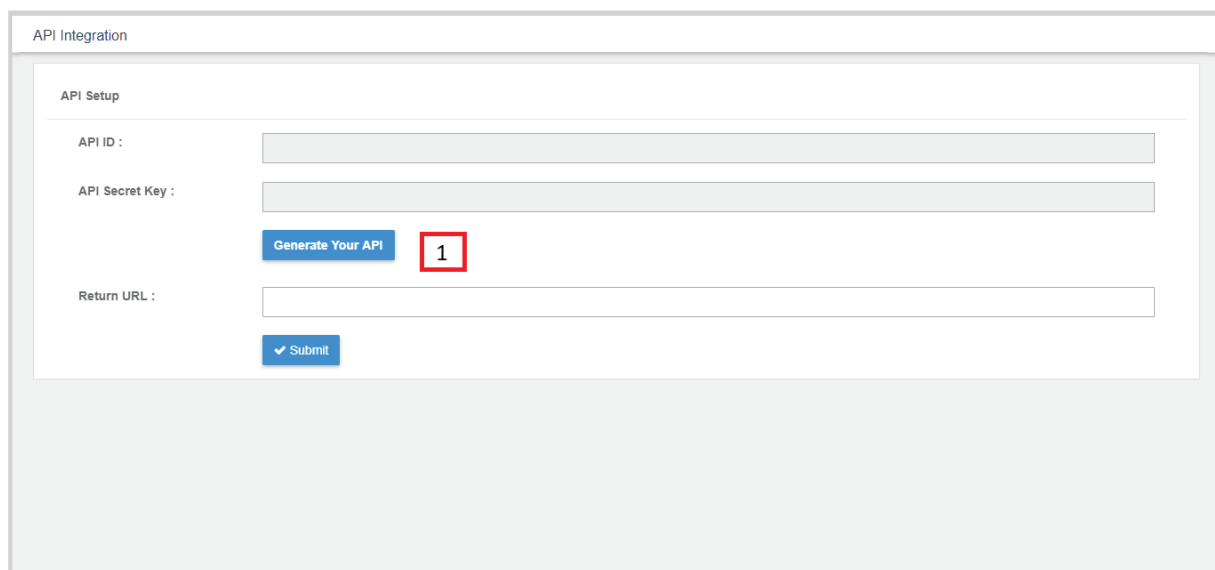 API Integration
API Setup
API ID :
API Secret Key :
Generate Your API
1
Return URL :
Submit